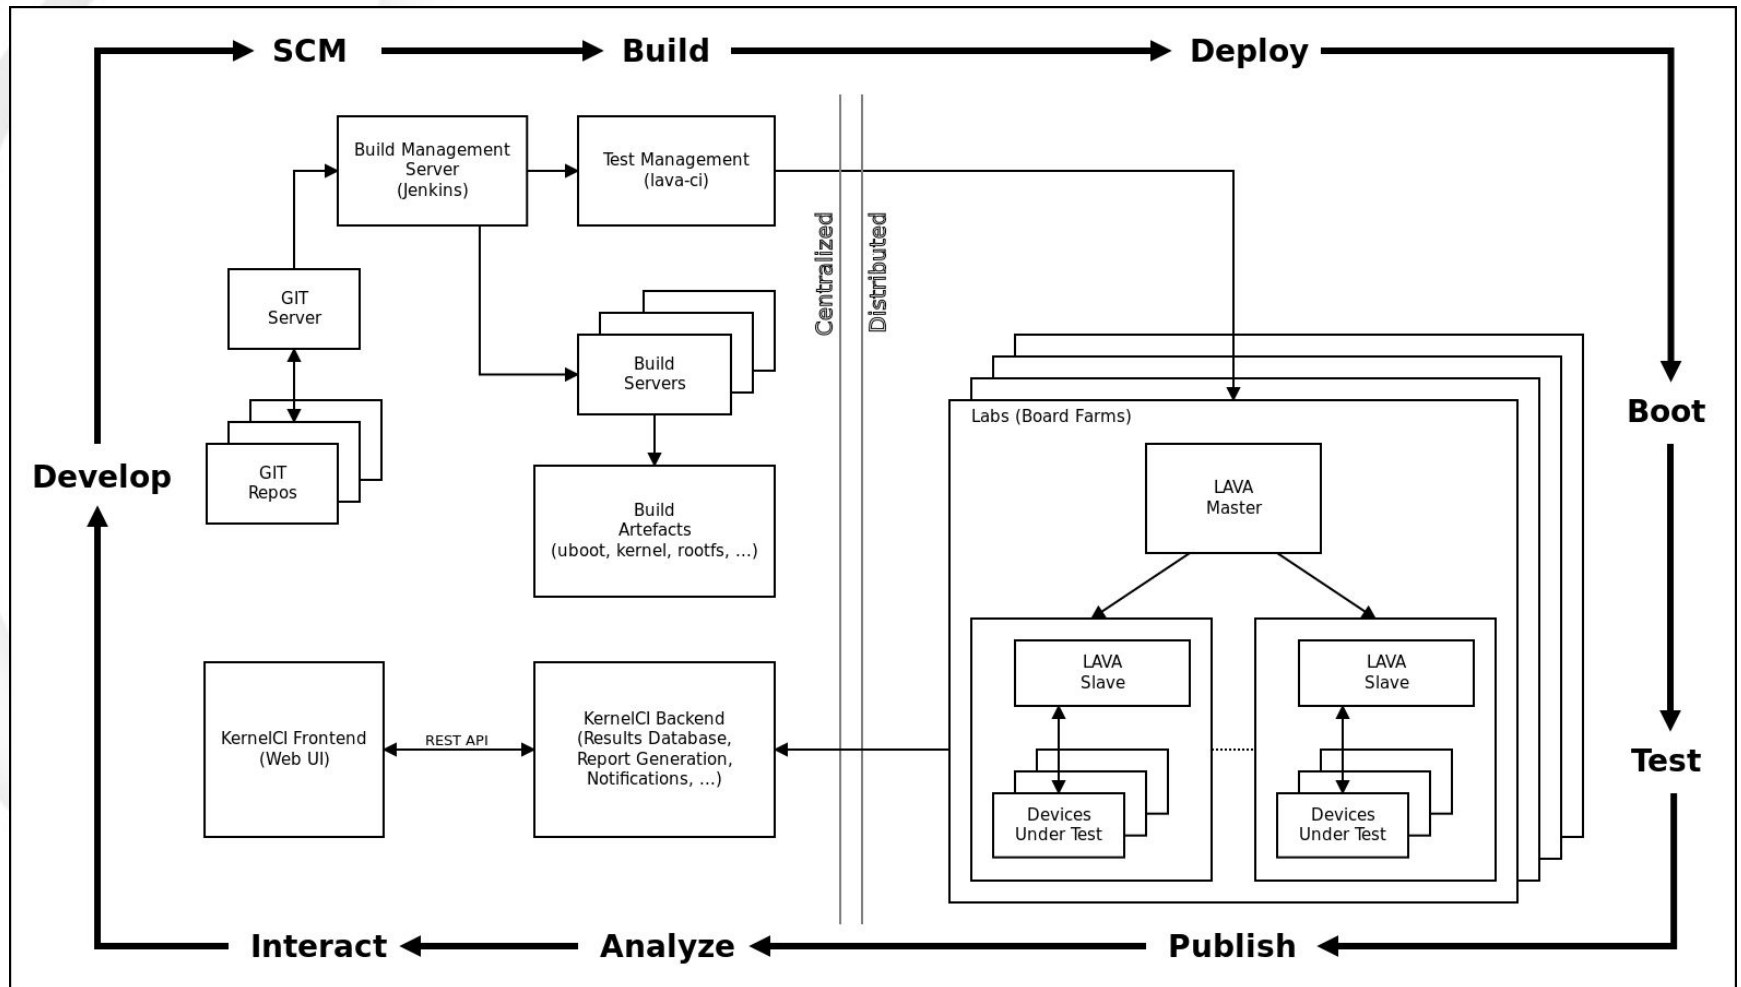 SCM
Build
Deploy
Build Management
Server
(Jenkins)
Test Management
(lava-ci)
Centralized
Distributed
GIT
Server
Build
Servers
GIT
Repos
Develop
Build
Artefacts
(uboot, kernel, rootfs, ...)
Labs (Board Farms)
Boot
LAVA
Master
LAVA
Slave
LAVA
Slave
KernelCI Frontend
(Web UI)
REST API
KernelCI Backend
(Results Database,
Report Generation,
Notifications, ...)
Devices
Under Test
Devices
Under Test
Test
Interact
Analyze
Publish